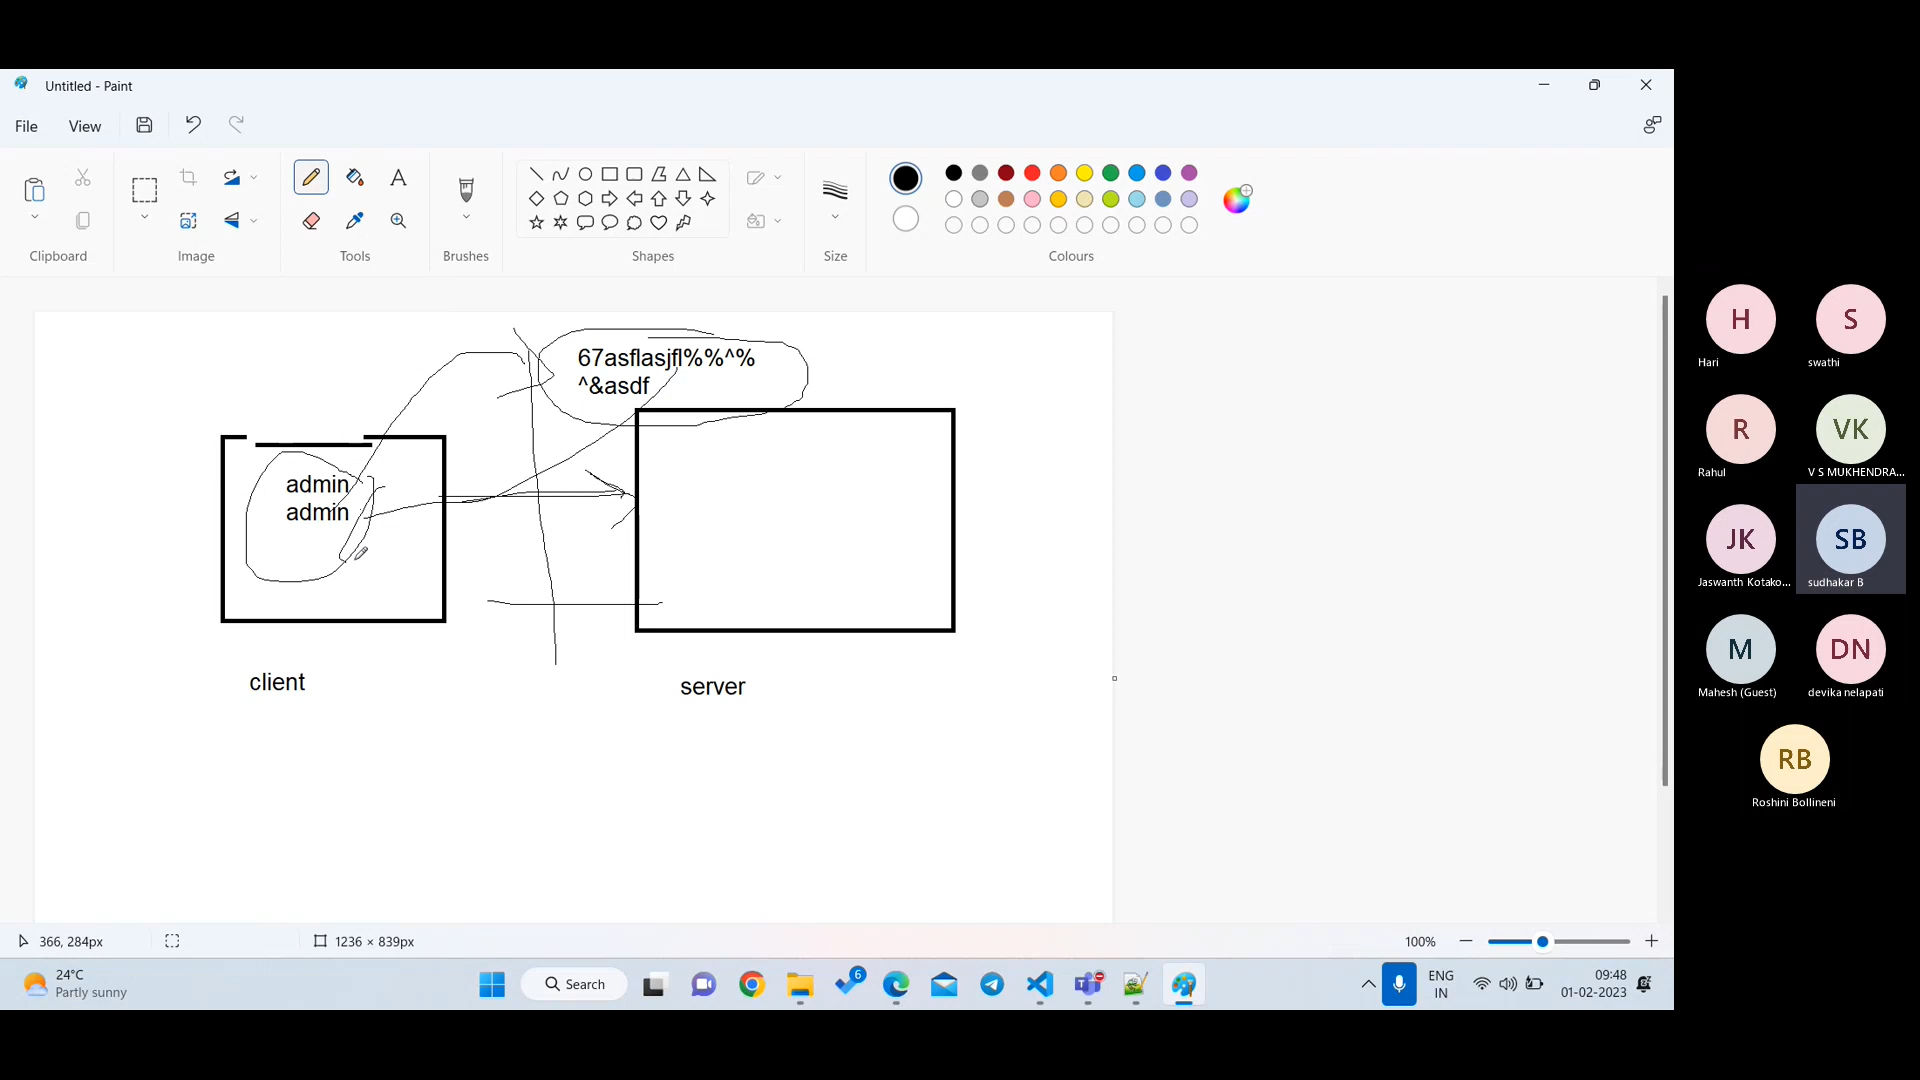 Untitled - Paint
File
View
Clipboard
Image
Tools
Brushes
Shapes
Size
Colours
67asflasjfl%%^%
^&asdf
admin
admin
client
server
H
Hari
S
swathi
R
Rahul
VK
V S MUKHENDRA...
JK
Jaswanth Kotako...
SB
sudhakar B
M
Mahesh (Guest)
DN
devika nelapati
RB
Roshini Bollineni
366, 284px
1236 × 839px
100%
24°C
Partly sunny
Search
6
ENG
IN
09:48
01-02-2023